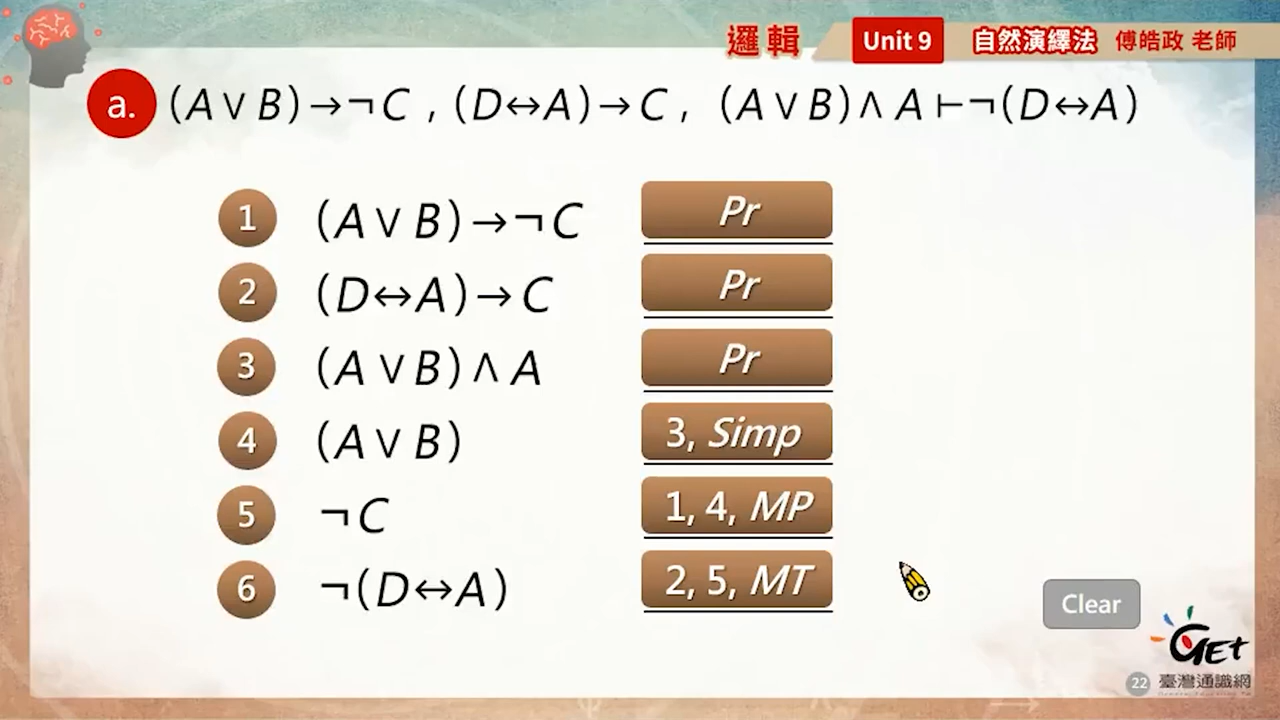 邏輯 Unit 9 自然演繹法 傅皓政 老師
a. (A∨B)→¬C , (D↔A)→C , (A∨B)∧A⊢¬(D↔A)
1 (A∨B)→¬C Pr
2 (D↔A)→C Pr
3 (A∨B)∧A Pr
4 (A∨B) 3, Simp
5 ¬C 1, 4, MP
6 ¬(D↔A) 2, 5, MT
Clear
GEt
22 臺灣通識網